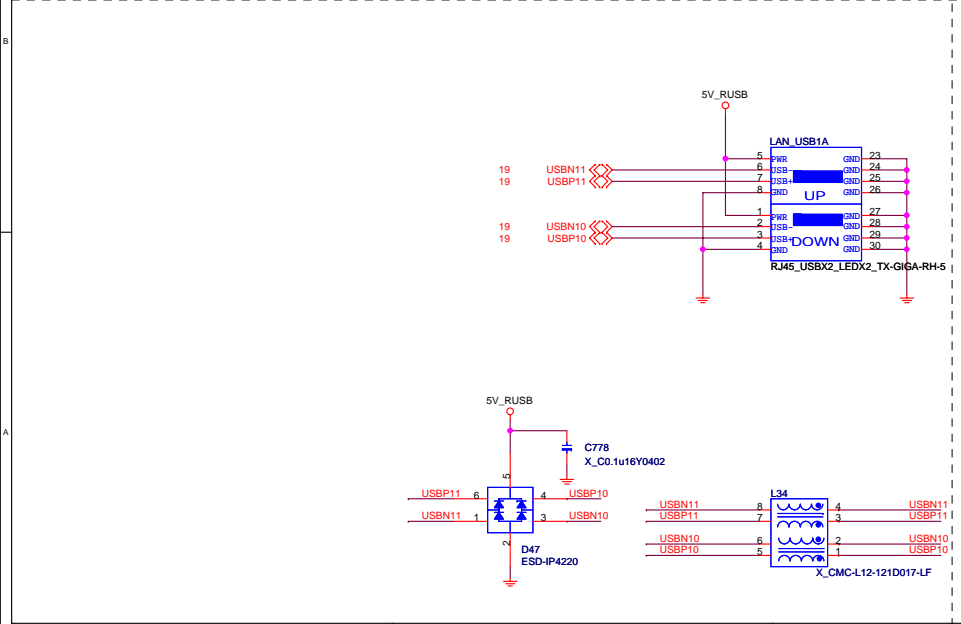 B
5V_RUSB
LAN_USB1A
5 PWR GND 23
19 USBN11 6 USB- GND 24
19 USBP11 7 USB+ GND 25
8 GND GND 26
UP
1 PWR GND 27
19 USBN10 2 USB- GND 28
19 USBP10 3 USB+ DOWN GND 29
4 GND GND 30
RJ45_USBX2_LEDX2_TX-GIGA-RH-5
A
5V_RUSB
C778
X_C0.1u16Y0402
5
USBP11 6 4 USBP10
USBN11 1 3 USBN10
2
D47
ESD-IP4220
L34
USBN11 8 4 USBN11
USBP11 7 3 USBP11
USBN10 6 2 USBN10
USBP10 5 1 USBP10
X_CMC-L12-121D017-LF